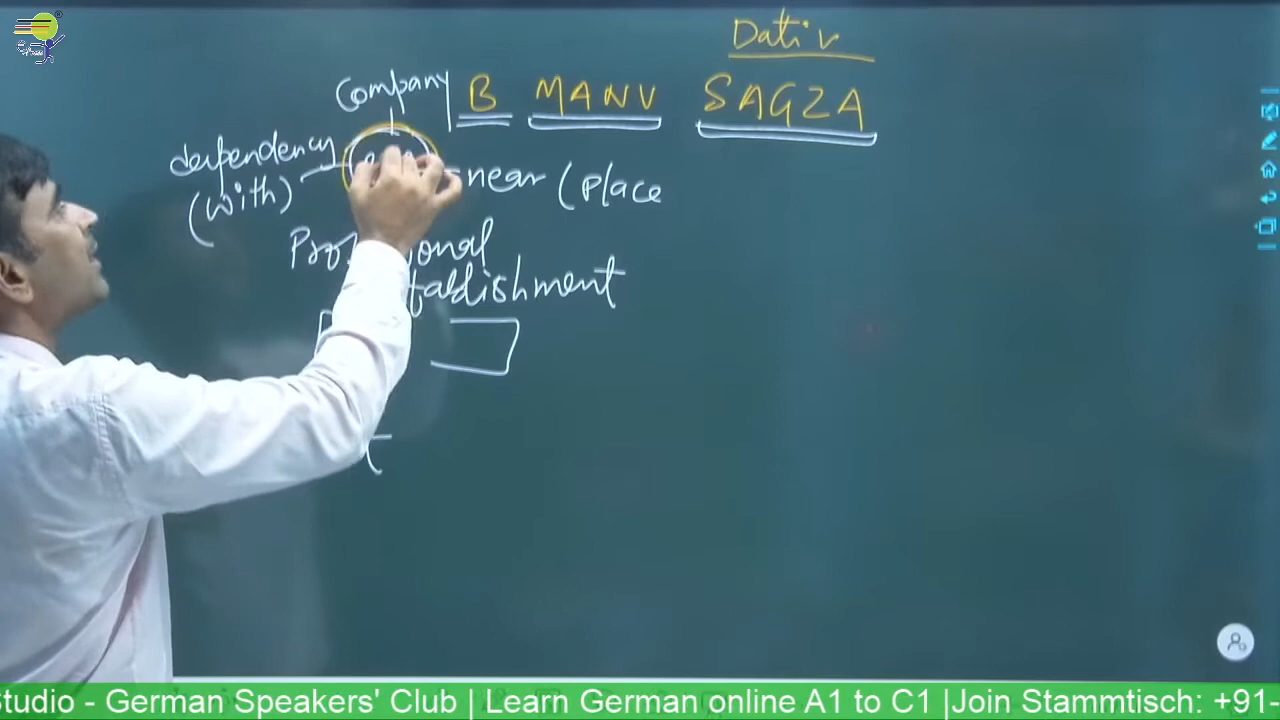 Dativ
Company B MANV SAGZA
dependency
(with)
near (place
establishment
Studio - German Speakers' Club | Learn German online A1 to C1 |Join Stammtisch: +91-